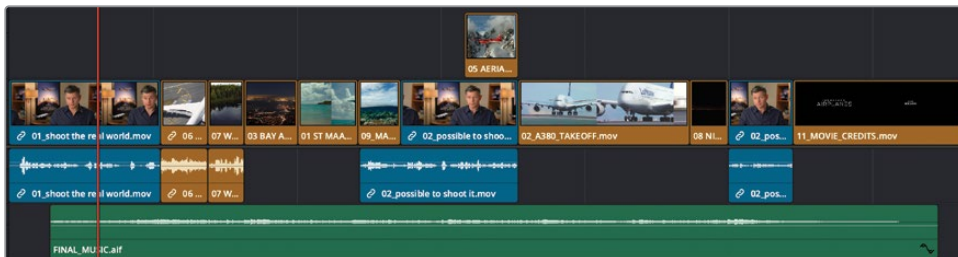 05 AERIA...
01_shoot the real world.mov
06 ...
07 W...
03 BAY A...
01 ST MAA...
09_MA...
02_possible to shoo...
02_A380_TAKEOFF.mov
08 NI...
02_pos...
11_MOVIE_CREDITS.mov
01_shoot the real world.mov
06 ...
07 W...
02_possible to shoot it.mov
02_pos...
FINAL_MUSIC.aif